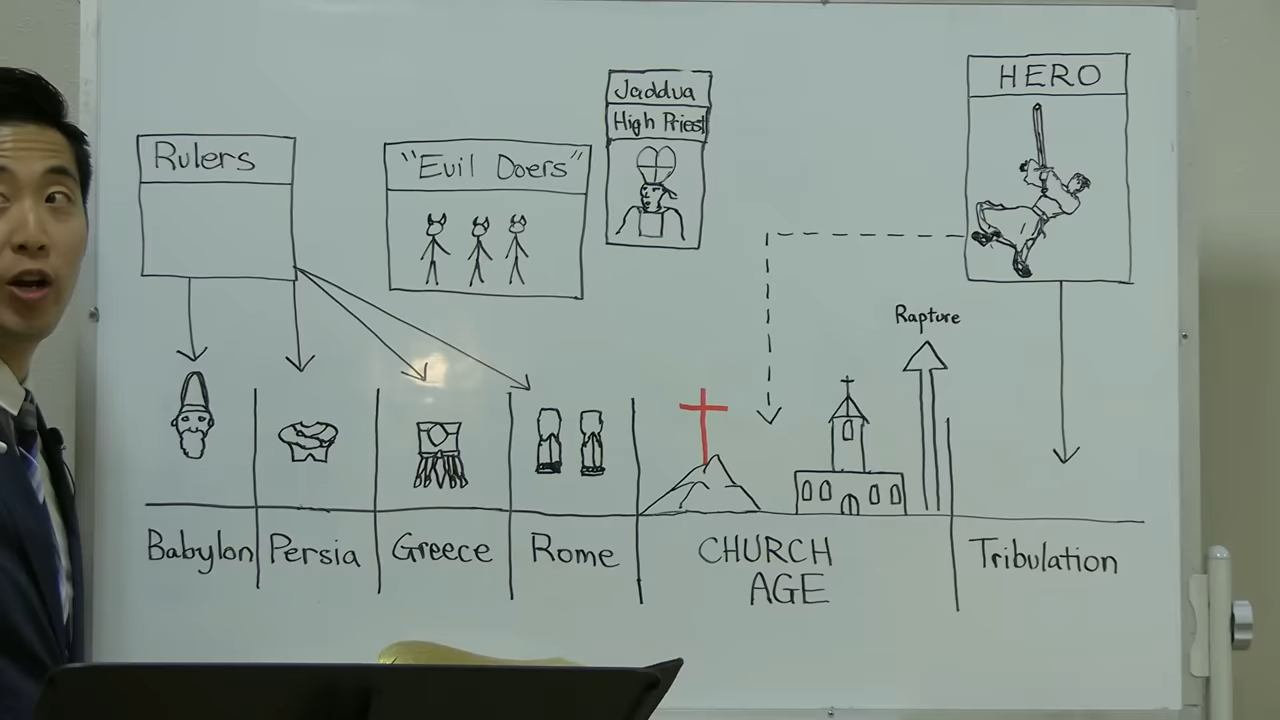 Jaddua
High Priest
HERO
Rulers
"Evil Doers"
Rapture
Babylon
Persia
Greece
Rome
CHURCH
AGE
Tribulation